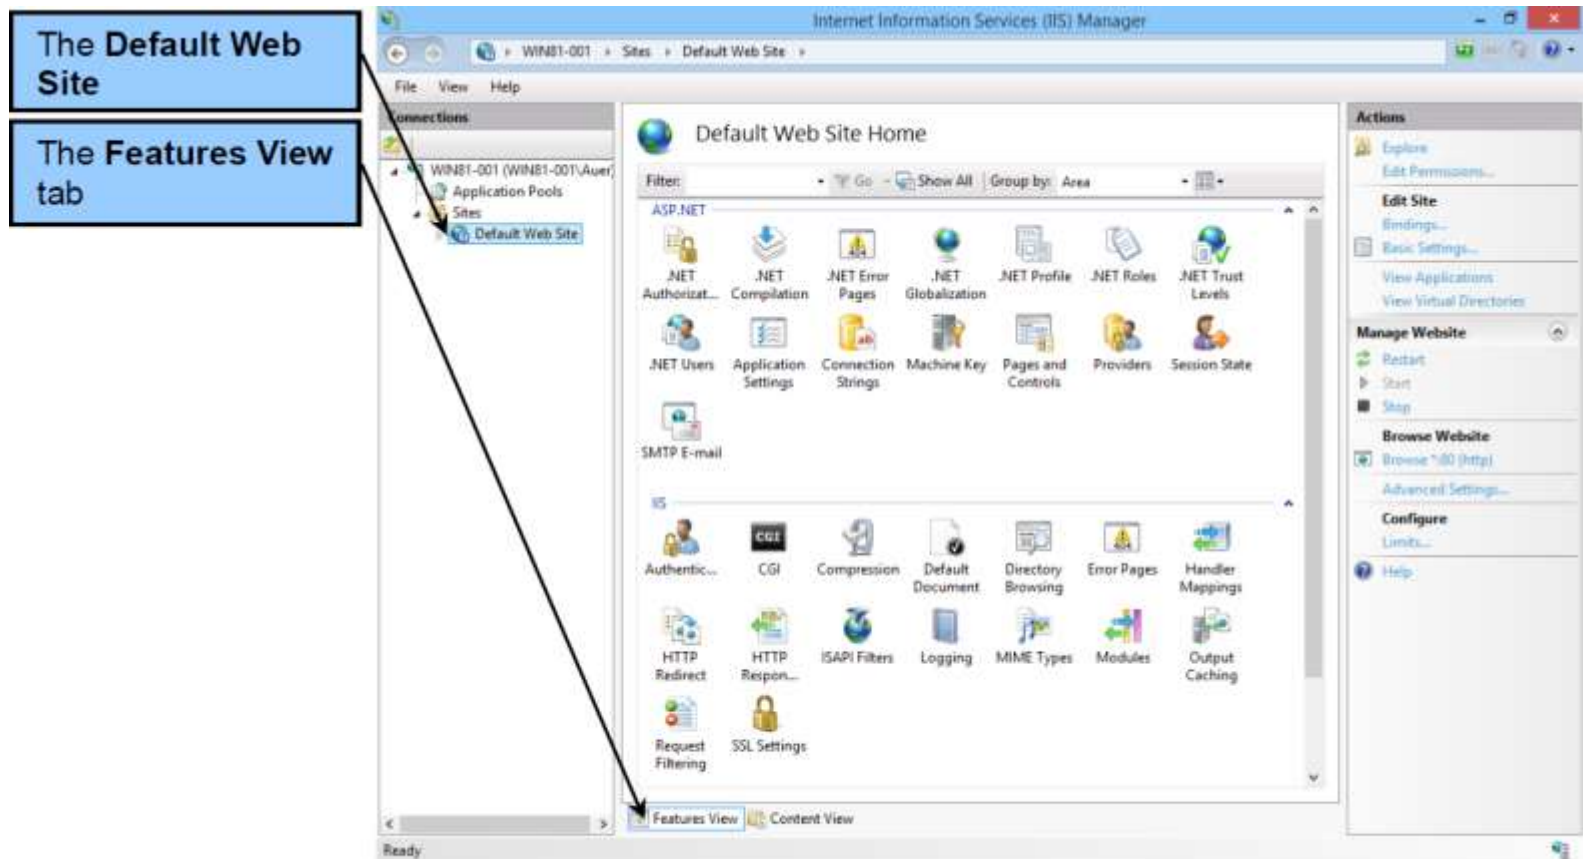 The Default Web
Site
The Features View
tab
Internet Information Services (IIS) Manager
WIN81-001
Sites
Default Web Site
File View Help
Connections
WIN81-001 (WIN81-001\Auer
Application Pools
Sites
Default Web Site
Default Web Site Home
Filter: Go Show All Group by: Area
ASP.NET
.NET
Authorizat...
.NET
Compilation
.NET Error
Pages
.NET
Globalization
.NET Profile
.NET Roles
.NET Trust
Levels
.NET Users
Application
Settings
Connection
Strings
Machine Key
Pages and
Controls
Providers
Session State
SMTP E-mail
IIS
Authentic...
CGI
CGI
Compression
Default
Document
Directory
Browsing
Error Pages
Handler
Mappings
HTTP
Redirect
HTTP
Respon...
ISAPI Filters
Logging
MIME Types
Modules
Output
Caching
Request
Filtering
SSL Settings
Features View
Content View
Actions
Explore
Edit Permissions...
Edit Site
Bindings...
Basic Settings...
View Applications
View Virtual Directories
Manage Website
Restart
Start
Stop
Browse Website
Browse *:80 (http)
Advanced Settings...
Configure
Limits...
Help
Ready